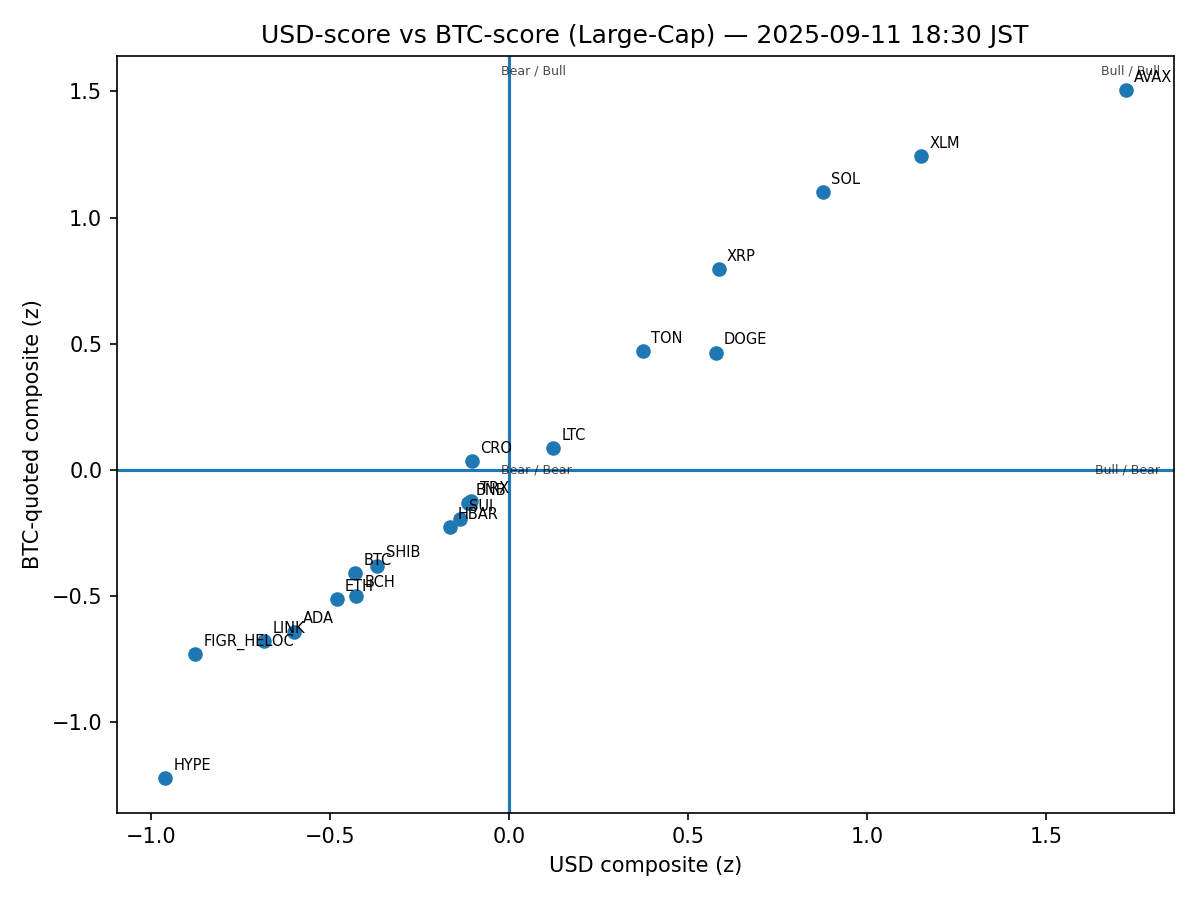 USD-score vs BTC-score (Large-Cap) — 2025-09-11 18:30 JST
Bear / Bull
Bull / Bull
AVAX
XLM
SOL
XRP
TON
DOGE
LTC
CRO
Bear / Bear
Bull / Bear
TRX
BNB
SUI
HBAR
SHIB
BTC
BCH
ETH
ADA
LINK
FIGR_HELOC
HYPE
1.5
1.0
0.5
0.0
−0.5
−1.0
−1.0
−0.5
0.0
0.5
1.0
1.5
USD composite (z)
BTC-quoted composite (z)